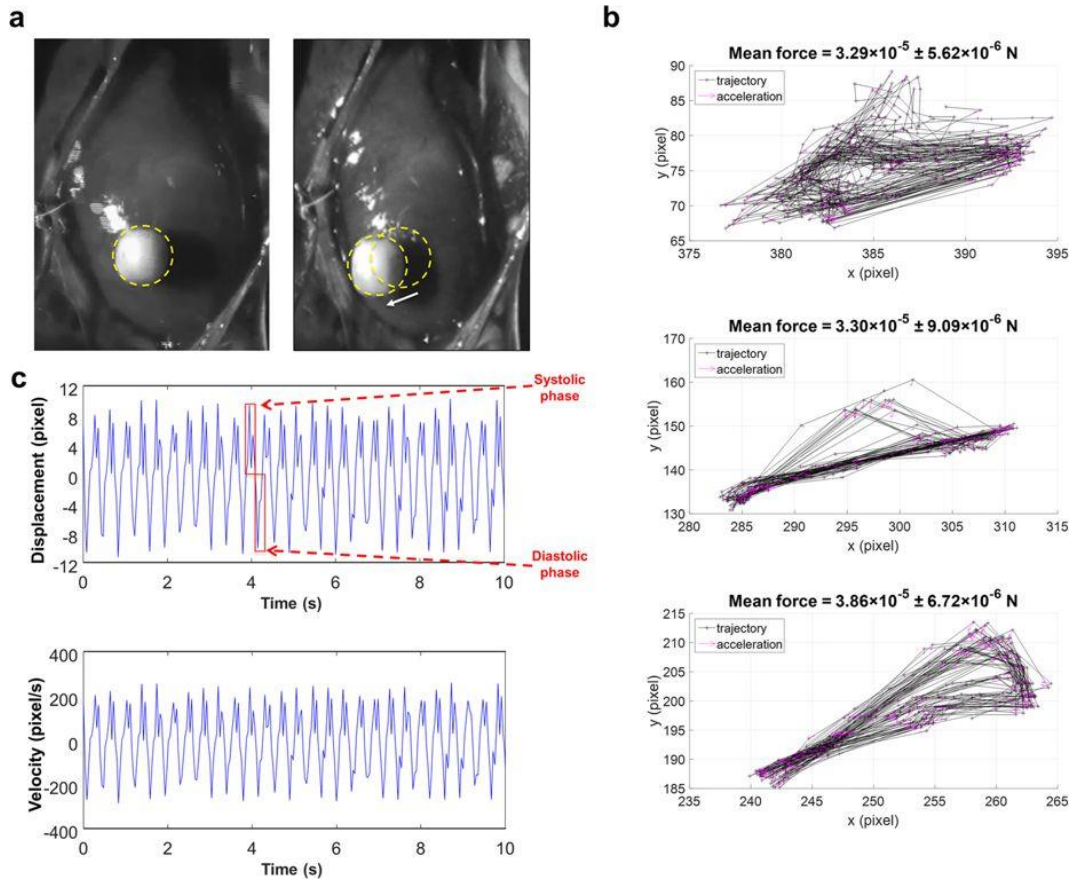 a
b
Mean force = 3.29×10⁻⁵ ± 5.62×10⁻⁶ N
trajectory
acceleration
90
85
80
75
70
65
y (pixel)
375
380
385
390
395
x (pixel)
Mean force = 3.30×10⁻⁵ ± 9.09×10⁻⁶ N
trajectory
acceleration
170
160
150
140
130
y (pixel)
280
285
290
295
300
305
310
315
x (pixel)
Mean force = 3.86×10⁻⁵ ± 6.72×10⁻⁶ N
trajectory
acceleration
215
210
205
200
195
190
185
y (pixel)
235
240
245
250
255
260
265
x (pixel)
c
12
8
4
0
-4
-8
-12
Displacement (pixel)
0
2
4
6
8
10
Time (s)
Systolic
phase
Diastolic
phase
400
200
0
-200
-400
Velocity (pixel/s)
0
2
4
6
8
10
Time (s)